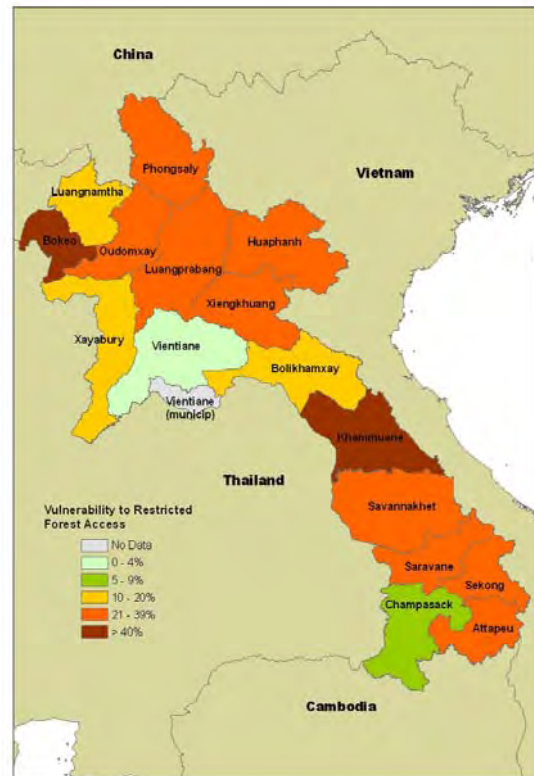 China
Phongsaly
Vietnam
Luangnamtha
Bokeo
Oudomxay
Huaphanh
Luangprabang
Xiengkhuang
Xayabury
Vientiane
Bolikhamxay
Vientiane
(municip)
Khammuane
Thailand
Savannakhet
Vulnerability to Restricted
Forest Access
No Data
0 - 4%
5 - 9%
10 - 20%
21 - 39%
> 40%
Saravane
Sekong
Champasack
Attapeu
Cambodia